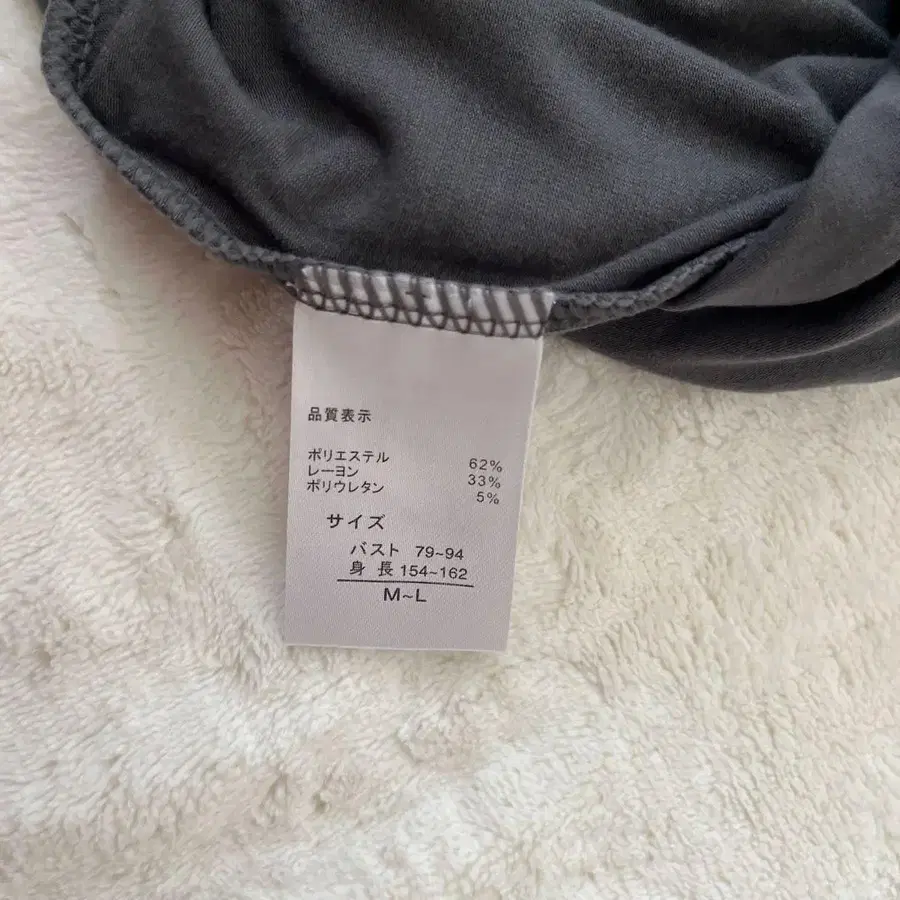 品質表示
ポリエステル 62%
レーヨン 33%
ポリウレタン 5%
サイズ
バスト 79~94
身 長 154~162
M~L